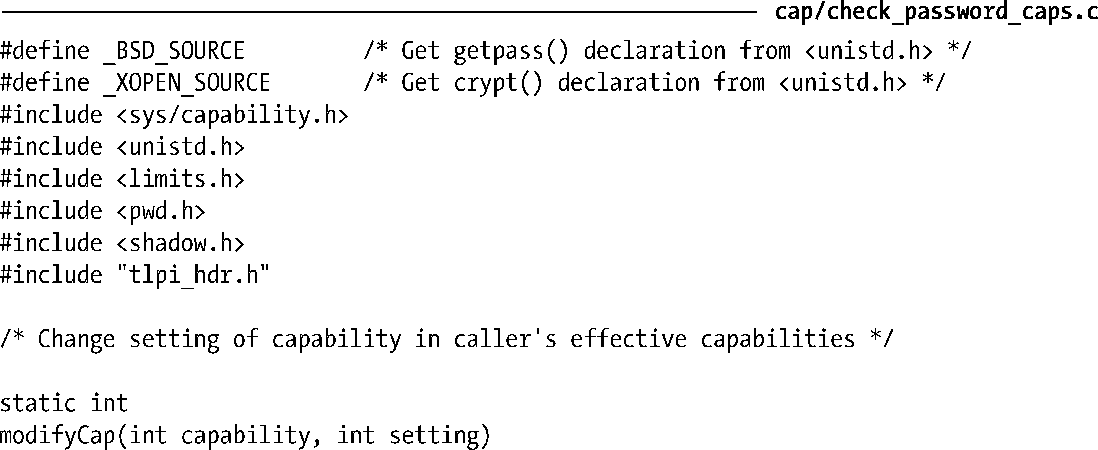 cap/check_password_caps.c
#define _BSD_SOURCE /* Get getpass() declaration from <unistd.h> */
#define _XOPEN_SOURCE /* Get crypt() declaration from <unistd.h> */
#include <sys/capability.h>
#include <unistd.h>
#include <limits.h>
#include <pwd.h>
#include <shadow.h>
#include "tlpi_hdr.h"
/* Change setting of capability in caller's effective capabilities */
static int
modifyCap(int capability, int setting)